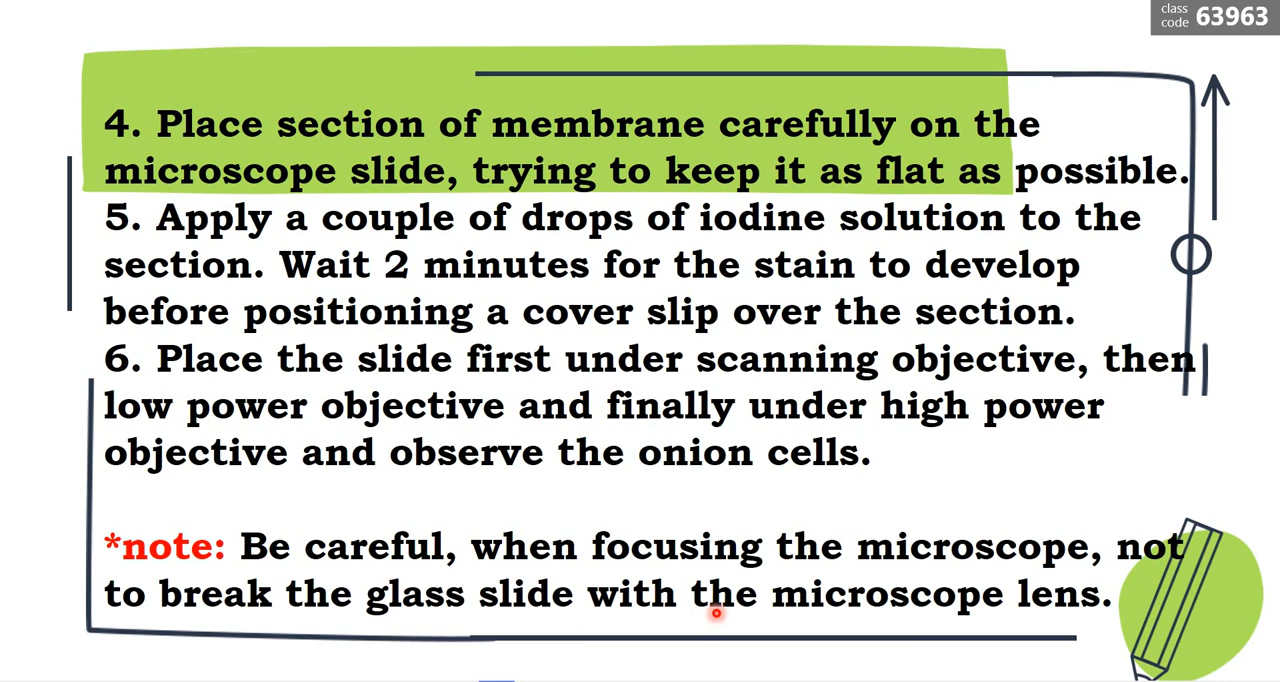 class
code 63963
4. Place section of membrane carefully on the
microscope slide, trying to keep it as flat as possible.
5. Apply a couple of drops of iodine solution to the
section. Wait 2 minutes for the stain to develop
before positioning a cover slip over the section.
6. Place the slide first under scanning objective, then
low power objective and finally under high power
objective and observe the onion cells.
*note: Be careful, when focusing the microscope, not
to break the glass slide with the microscope lens.